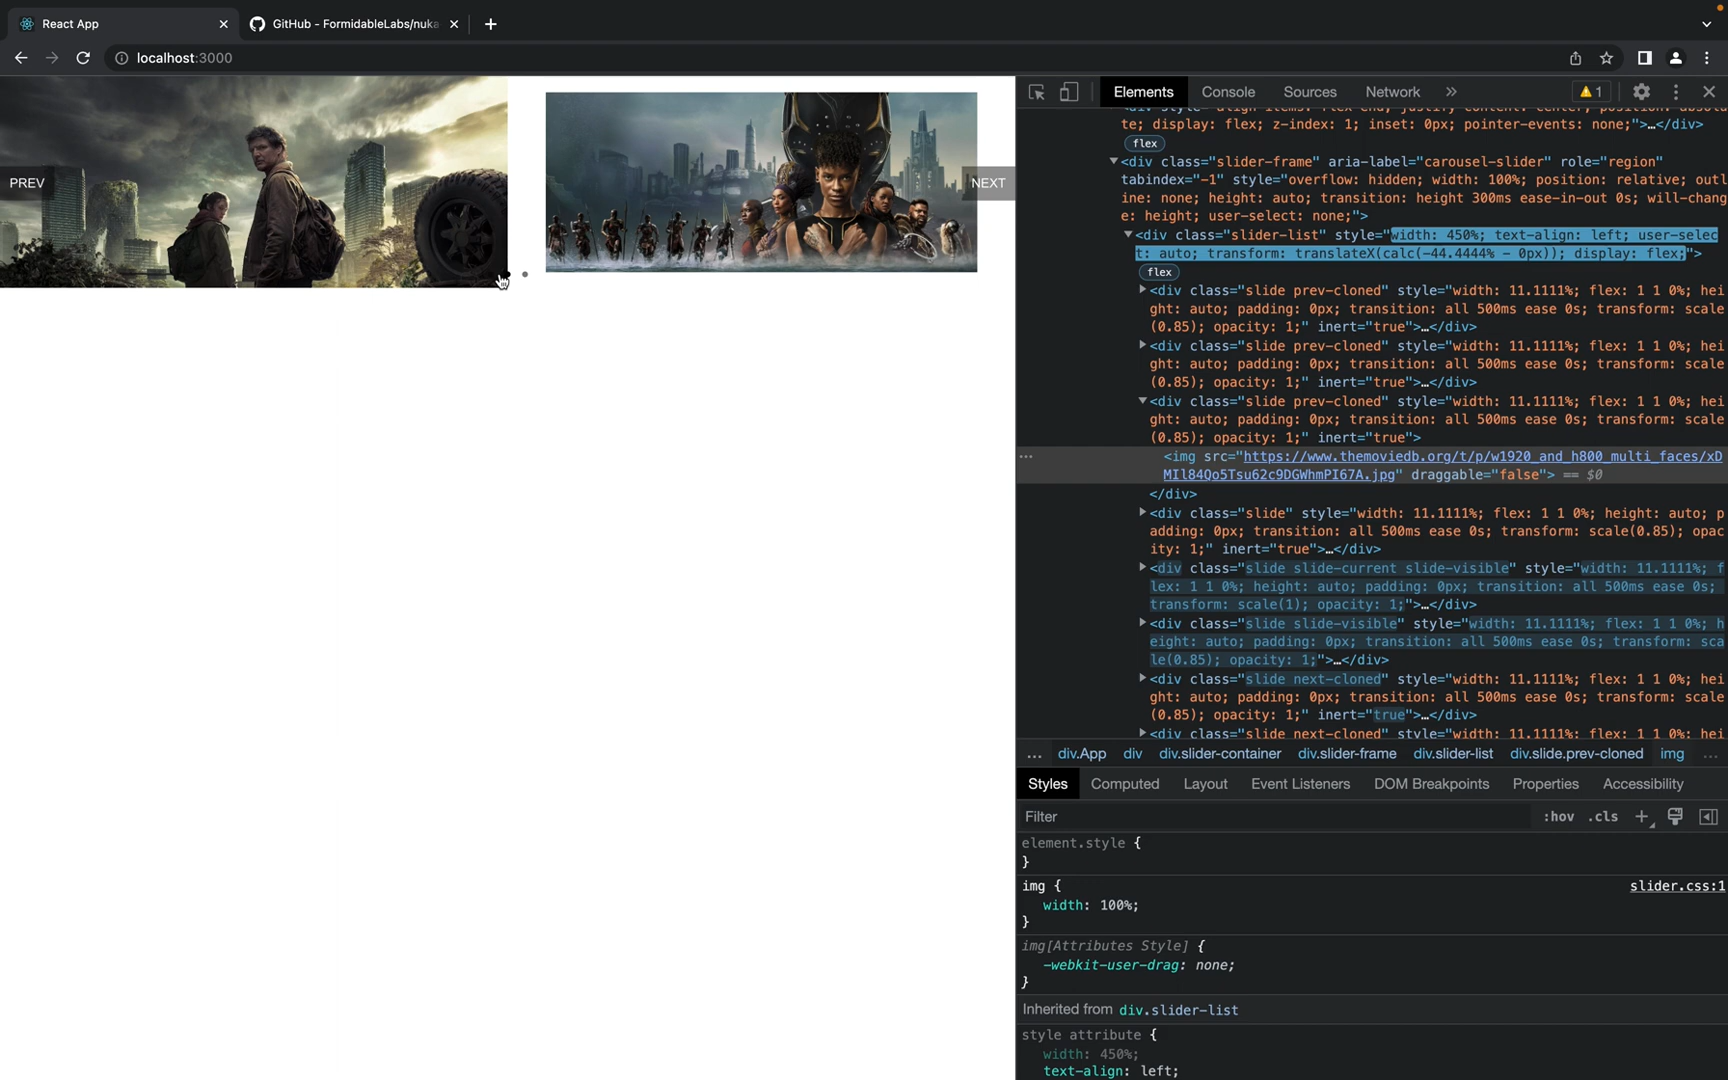 React App
GitHub - FormidableLabs/nuka
localhost:3000
PREV
NEXT
Elements
Console
Sources
Network
1
te; display: flex; z-index: 1; inset: 0px; pointer-events: none;">…</div>
flex
<div class="slider-frame" aria-label="carousel-slider" role="region"
tabindex="-1" style="overflow: hidden; width: 100%; position: relative; outl
ine: none; height: auto; transition: height 300ms ease-in-out 0s; will-chang
e: height; user-select: none;">
<div class="slider-list" style="width: 450%; text-align: left; user-selec
t: auto; transform: translateX(calc(-44.4444% - 0px)); display: flex;">
flex
<div class="slide prev-cloned" style="width: 11.1111%; flex: 1 1 0%; hei
ght: auto; padding: 0px; transition: all 500ms ease 0s; transform: scale
(0.85); opacity: 1;" inert="true">…</div>
<div class="slide prev-cloned" style="width: 11.1111%; flex: 1 1 0%; hei
ght: auto; padding: 0px; transition: all 500ms ease 0s; transform: scale
(0.85); opacity: 1;" inert="true">…</div>
<div class="slide prev-cloned" style="width: 11.1111%; flex: 1 1 0%; hei
ght: auto; padding: 0px; transition: all 500ms ease 0s; transform: scale
(0.85); opacity: 1;" inert="true">
<img src="https://www.themoviedb.org/t/p/w1920_and_h800_multi_faces/xD
MIl84Qo5Tsu62c9DGWhmPI67A.jpg" draggable="false"> == $0
</div>
<div class="slide" style="width: 11.1111%; flex: 1 1 0%; height: auto; p
adding: 0px; transition: all 500ms ease 0s; transform: scale(0.85); opac
ity: 1;" inert="true">…</div>
<div class="slide slide-current slide-visible" style="width: 11.1111%; f
lex: 1 1 0%; height: auto; padding: 0px; transition: all 500ms ease 0s;
transform: scale(1); opacity: 1;">…</div>
<div class="slide slide-visible" style="width: 11.1111%; flex: 1 1 0%; h
eight: auto; padding: 0px; transition: all 500ms ease 0s; transform: sca
le(0.85); opacity: 1;">…</div>
<div class="slide next-cloned" style="width: 11.1111%; flex: 1 1 0%; hei
ght: auto; padding: 0px; transition: all 500ms ease 0s; transform: scale
(0.85); opacity: 1;" inert="true">…</div>
<div class="slide next-cloned" style="width: 11.1111%; flex: 1 1 0%; hei
… div.App div div.slider-container div.slider-frame div.slider-list div.slide.prev-cloned img …
Styles
Computed
Layout
Event Listeners
DOM Breakpoints
Properties
Accessibility
Filter
:hov .cls
element.style {
}
img {
slider.css:1
width: 100%;
}
img[Attributes Style] {
-webkit-user-drag: none;
}
Inherited from div.slider-list
style attribute {
width: 450%;
text-align: left;